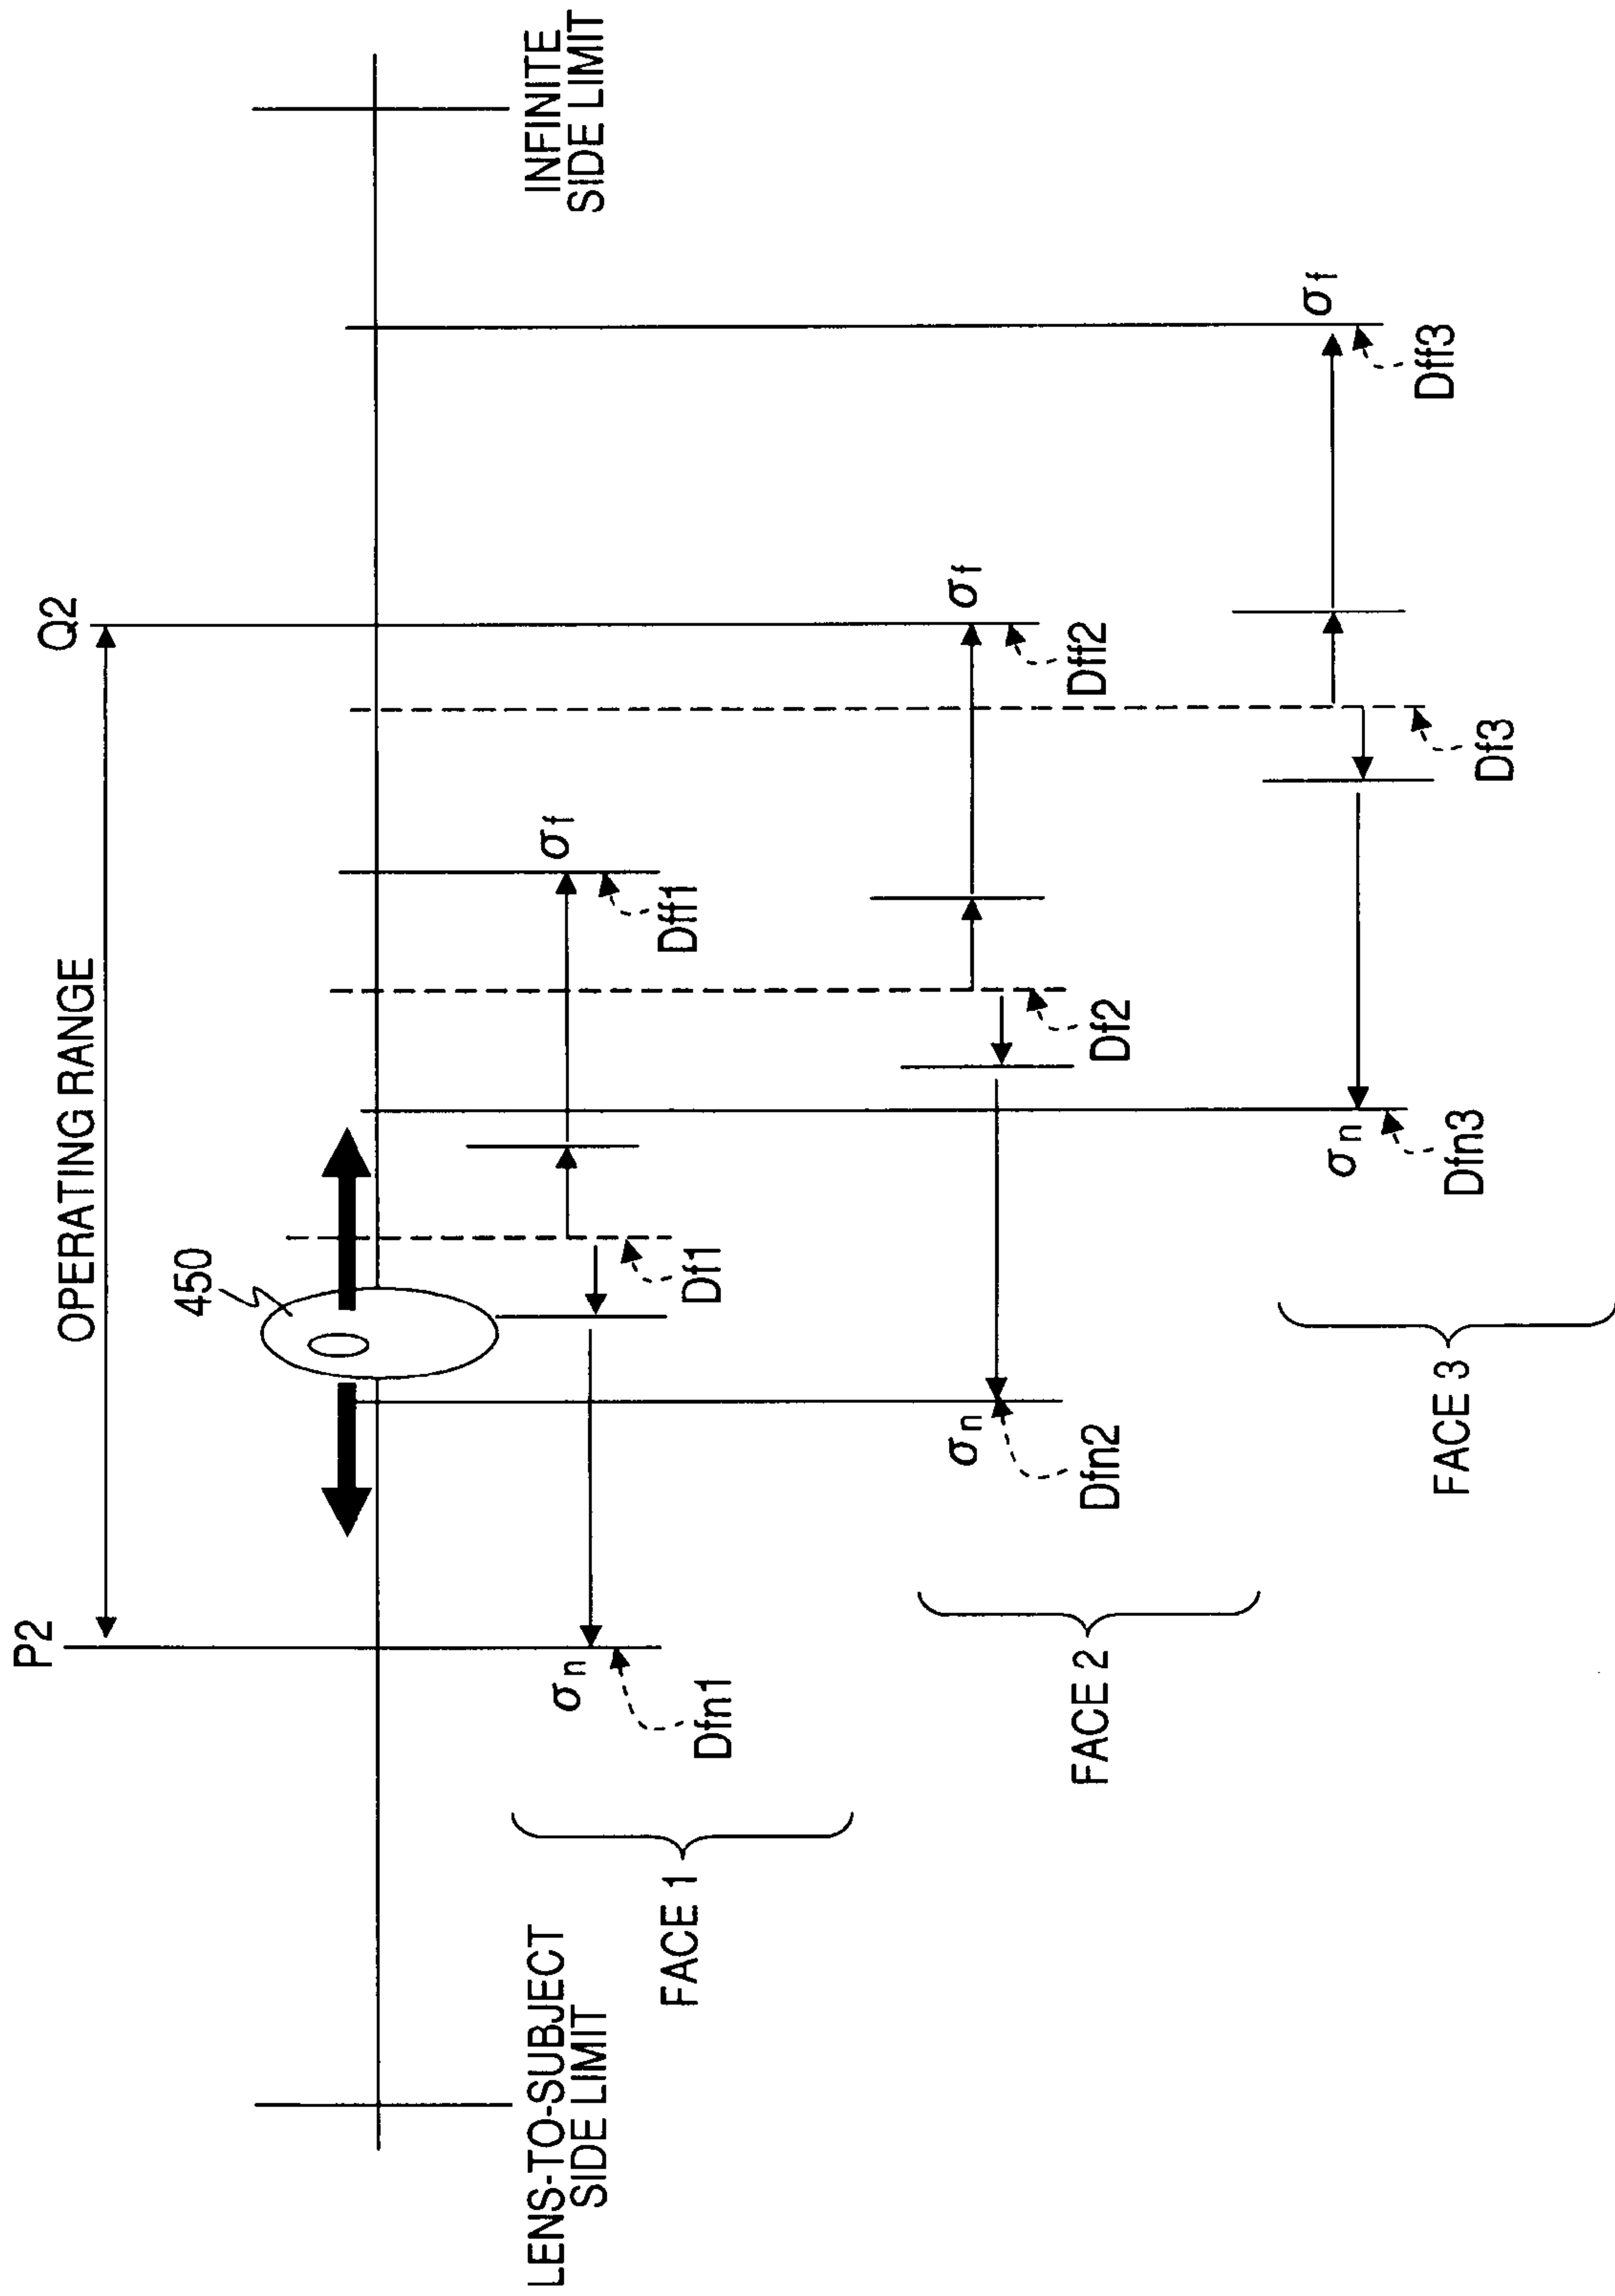 P2
OPERATING RANGE
Q2
450
LENS-TO-SUBJECT
SIDE LIMIT
INFINITE
SIDE LIMIT
FACE 1
σn
Dfn1
Df1
σf
Dff1
FACE 2
σn
Dfn2
Df2
σf
Dff2
FACE 3
σn
Dfn3
Df3
σf
Dff3